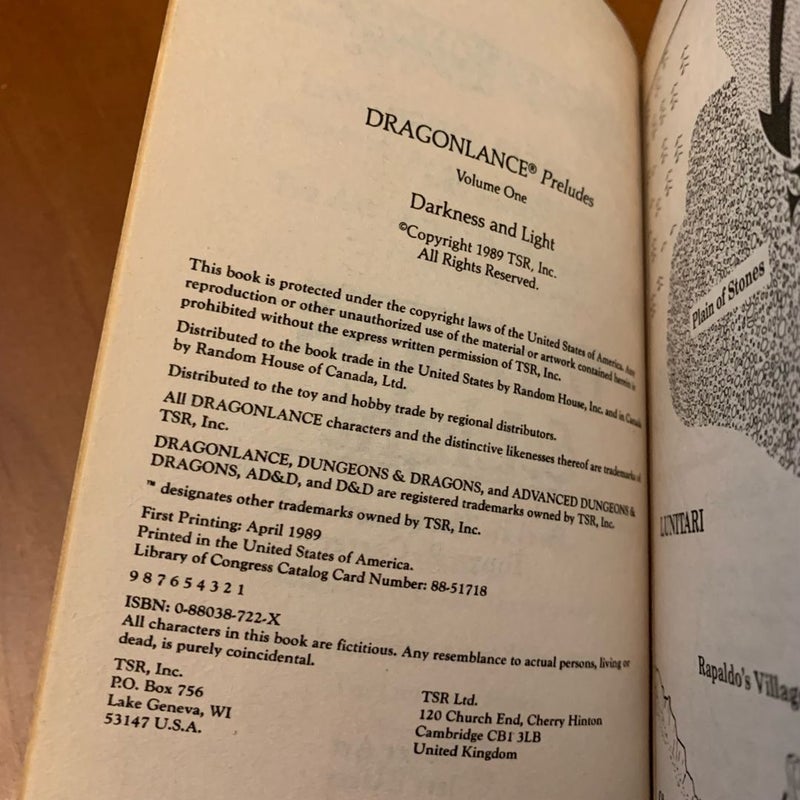 DRAGONLANCE® Preludes
Volume One
Darkness and Light
©Copyright 1989 TSR, Inc.
All Rights Reserved.
This book is protected under the copyright laws of the United States of America. Any
reproduction or other unauthorized use of the material or artwork contained herein is
prohibited without the express written permission of TSR, Inc.
Distributed to the book trade in the United States by Random House, Inc. and in Canada
by Random House of Canada, Ltd.
Distributed to the toy and hobby trade by regional distributors.
All DRAGONLANCE characters and the distinctive likenesses thereof are trademarks of
TSR, Inc.
DRAGONLANCE, DUNGEONS & DRAGONS, and ADVANCED DUNGEONS &
DRAGONS, AD&D, and D&D are registered trademarks owned by TSR, Inc.
™ designates other trademarks owned by TSR, Inc.
First Printing: April 1989
Printed in the United States of America.
Library of Congress Catalog Card Number: 88-51718
9 8 7 6 5 4 3 2 1
ISBN: 0-88038-722-X
All characters in this book are fictitious. Any resemblance to actual persons, living or
dead, is purely coincidental.
TSR, Inc.
P.O. Box 756
Lake Geneva, WI
53147 U.S.A.
TSR Ltd.
120 Church End, Cherry Hinton
Cambridge CB1 3LB
United Kingdom
Plain of Stones
LUNITARI
Rapaldo's Village